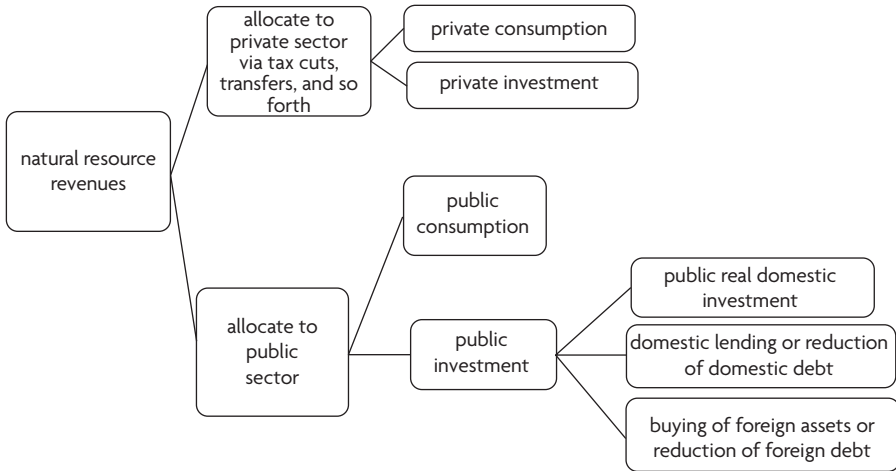 allocate to
private sector
via tax cuts,
transfers, and so
forth
private consumption
private investment
natural resource
revenues
public
consumption
allocate to
public
sector
public
investment
public real domestic
investment
domestic lending or reduction
of domestic debt
buying of foreign assets or
reduction of foreign debt